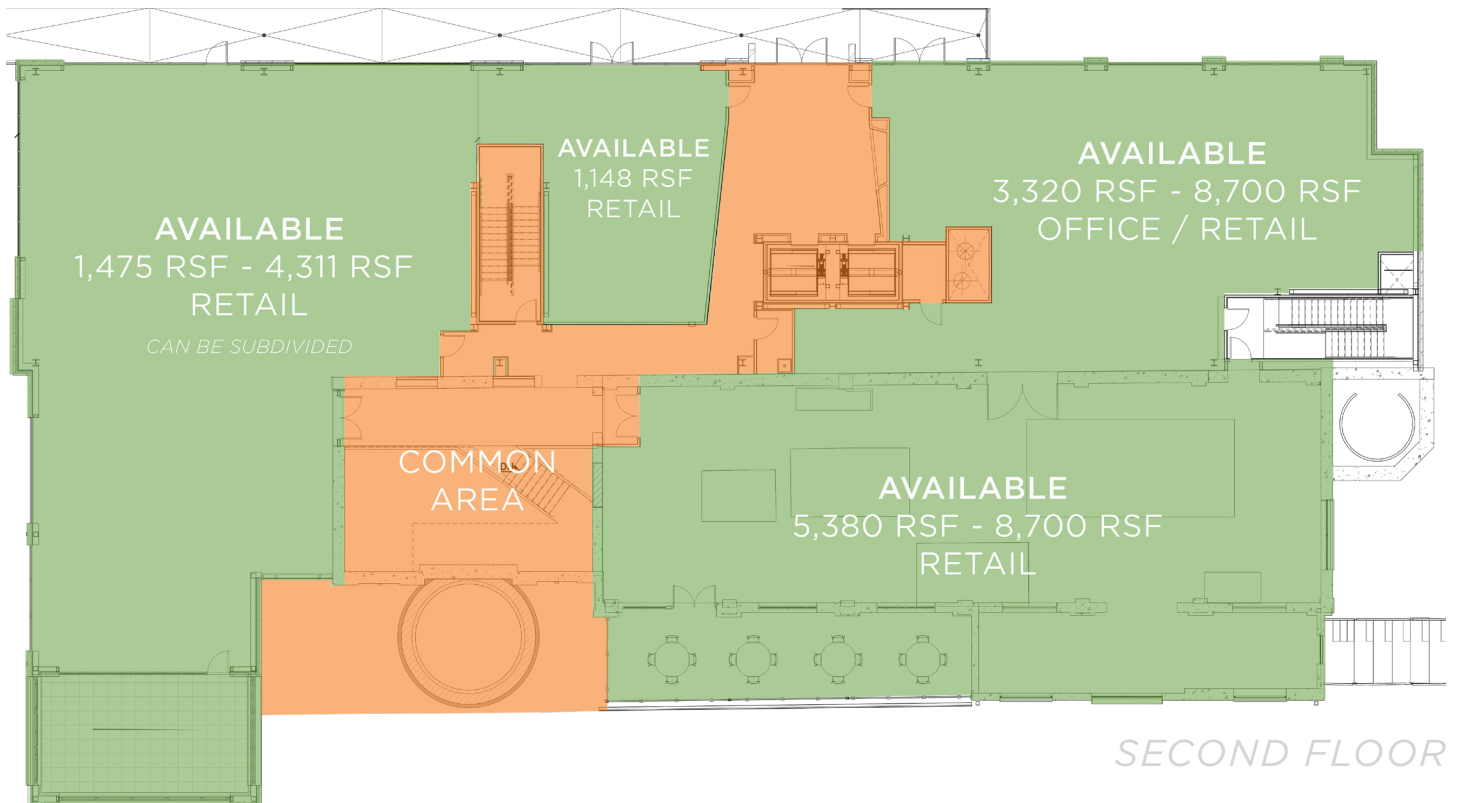 AVAILABLE
1,148 RSF
RETAIL
AVAILABLE
3,320 RSF - 8,700 RSF
OFFICE / RETAIL
AVAILABLE
1,475 RSF - 4,311 RSF
RETAIL
CAN BE SUBDIVIDED
COMMON
AREA
AVAILABLE
5,380 RSF - 8,700 RSF
RETAIL
SECOND FLOOR